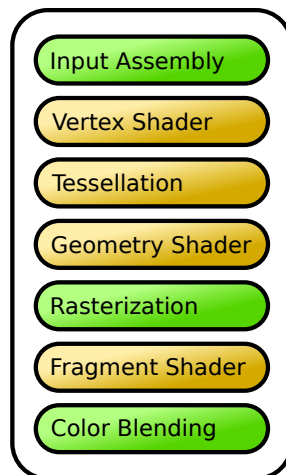 Input Assembly
Vertex Shader
Tessellation
Geometry Shader
Rasterization
Fragment Shader
Color Blending